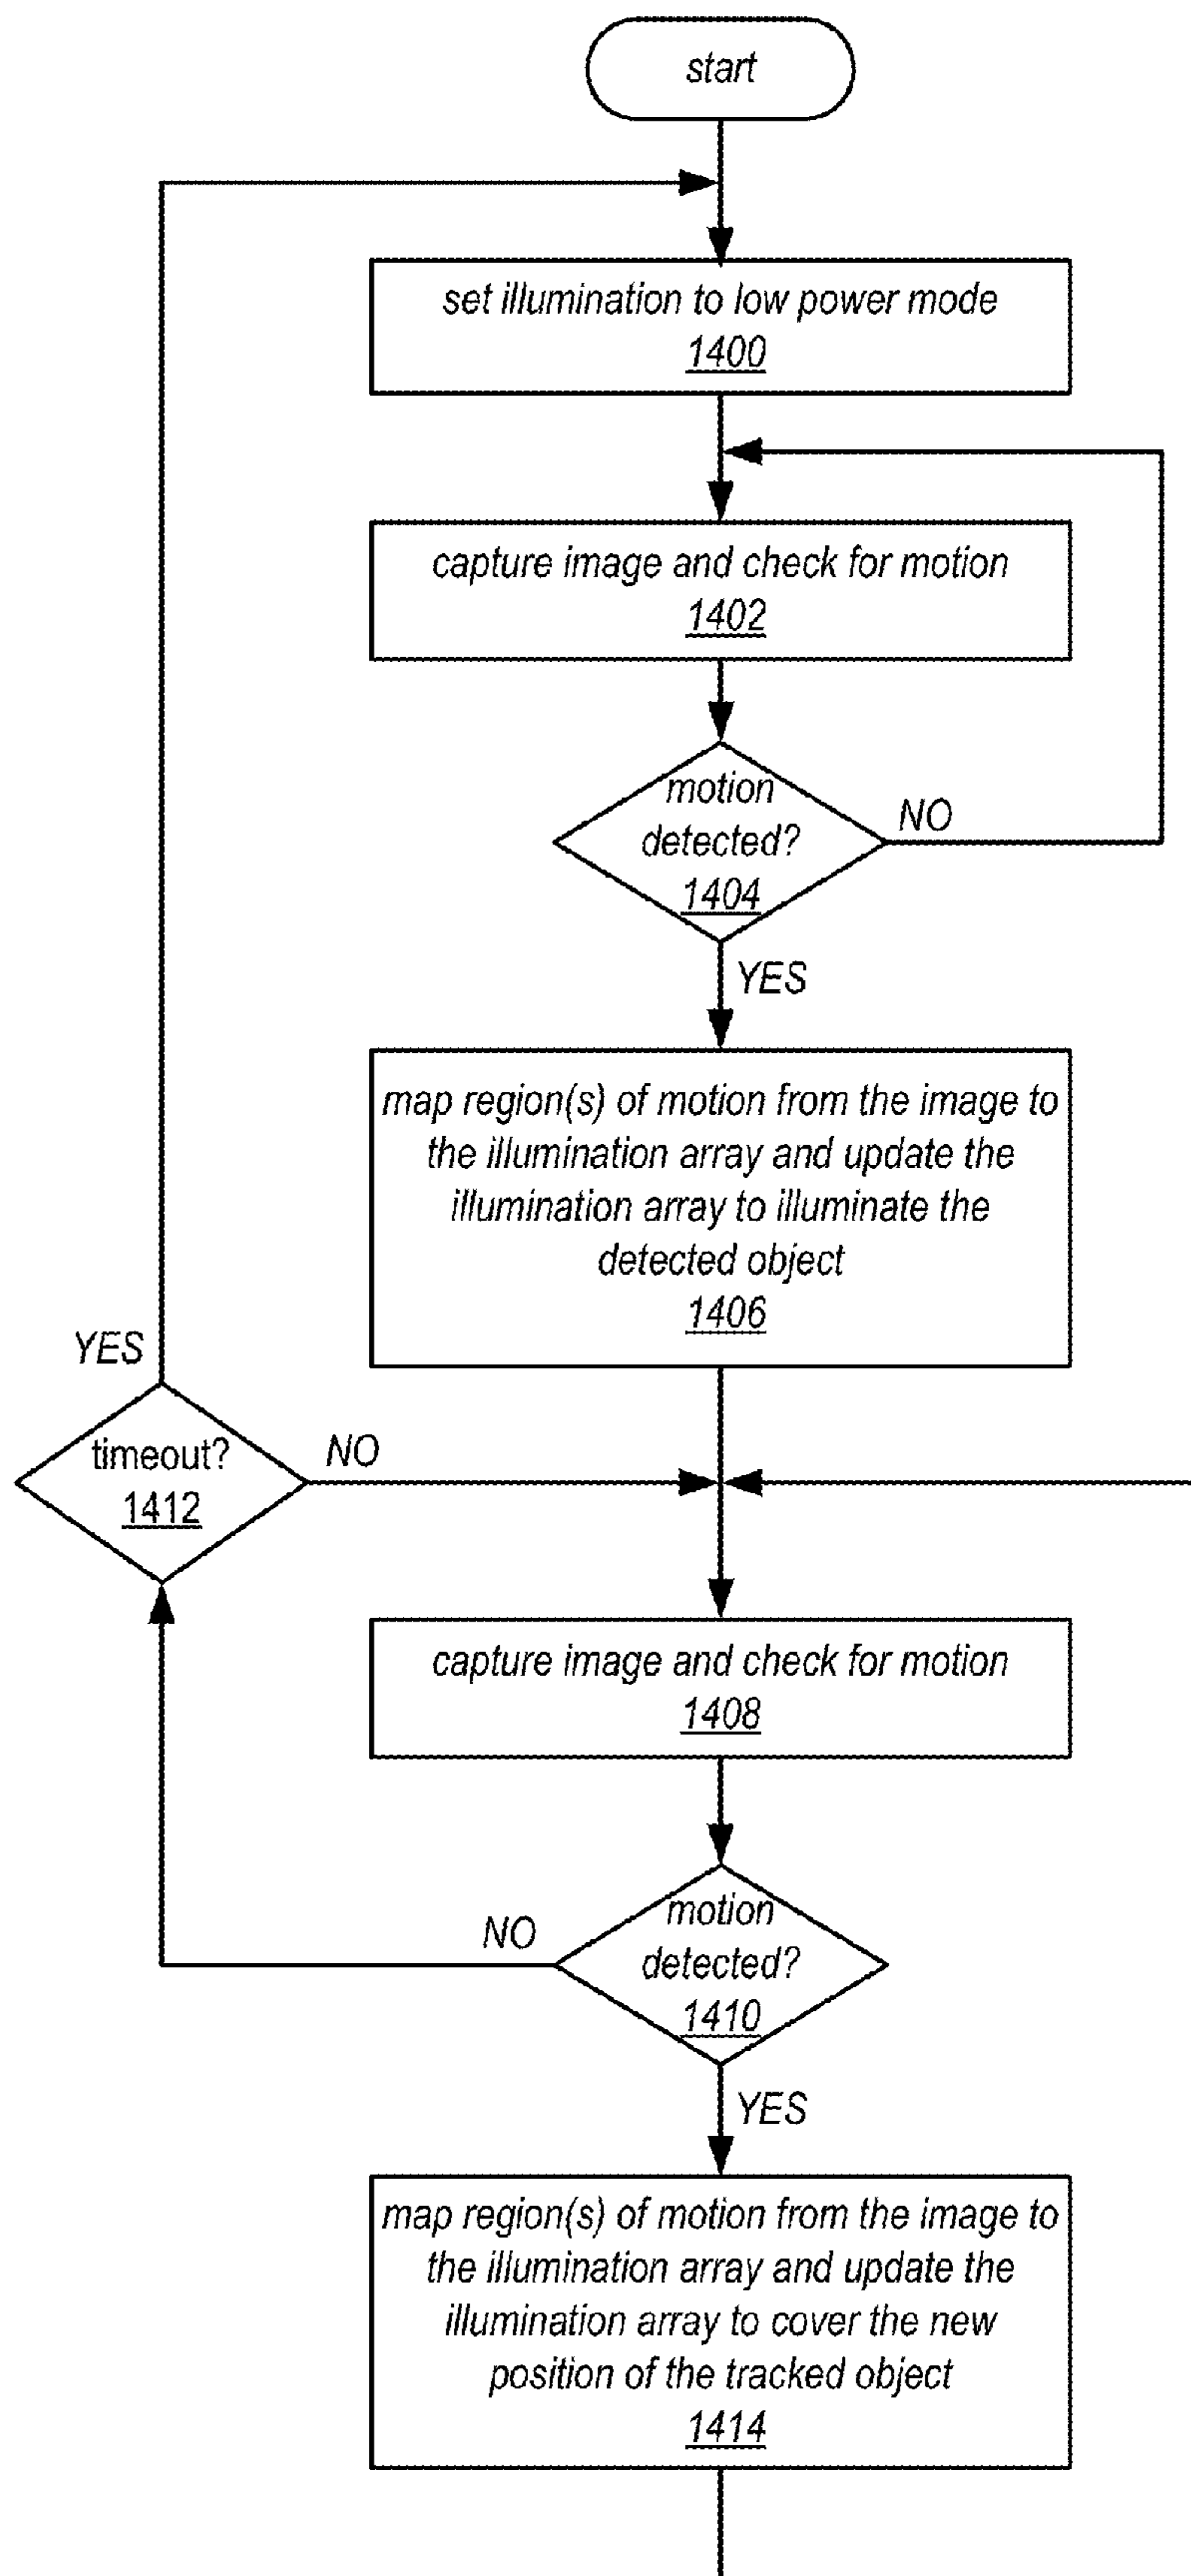 start
set illumination to low power mode
1400
capture image and check for motion
1402
motion
detected?
1404
NO
YES
map region(s) of motion from the image to
the illumination array and update the
illumination array to illuminate the
detected object
1406
YES
timeout?
1412
NO
capture image and check for motion
1408
motion
detected?
1410
NO
YES
map region(s) of motion from the image to
the illumination array and update the
illumination array to cover the new
position of the tracked object
1414